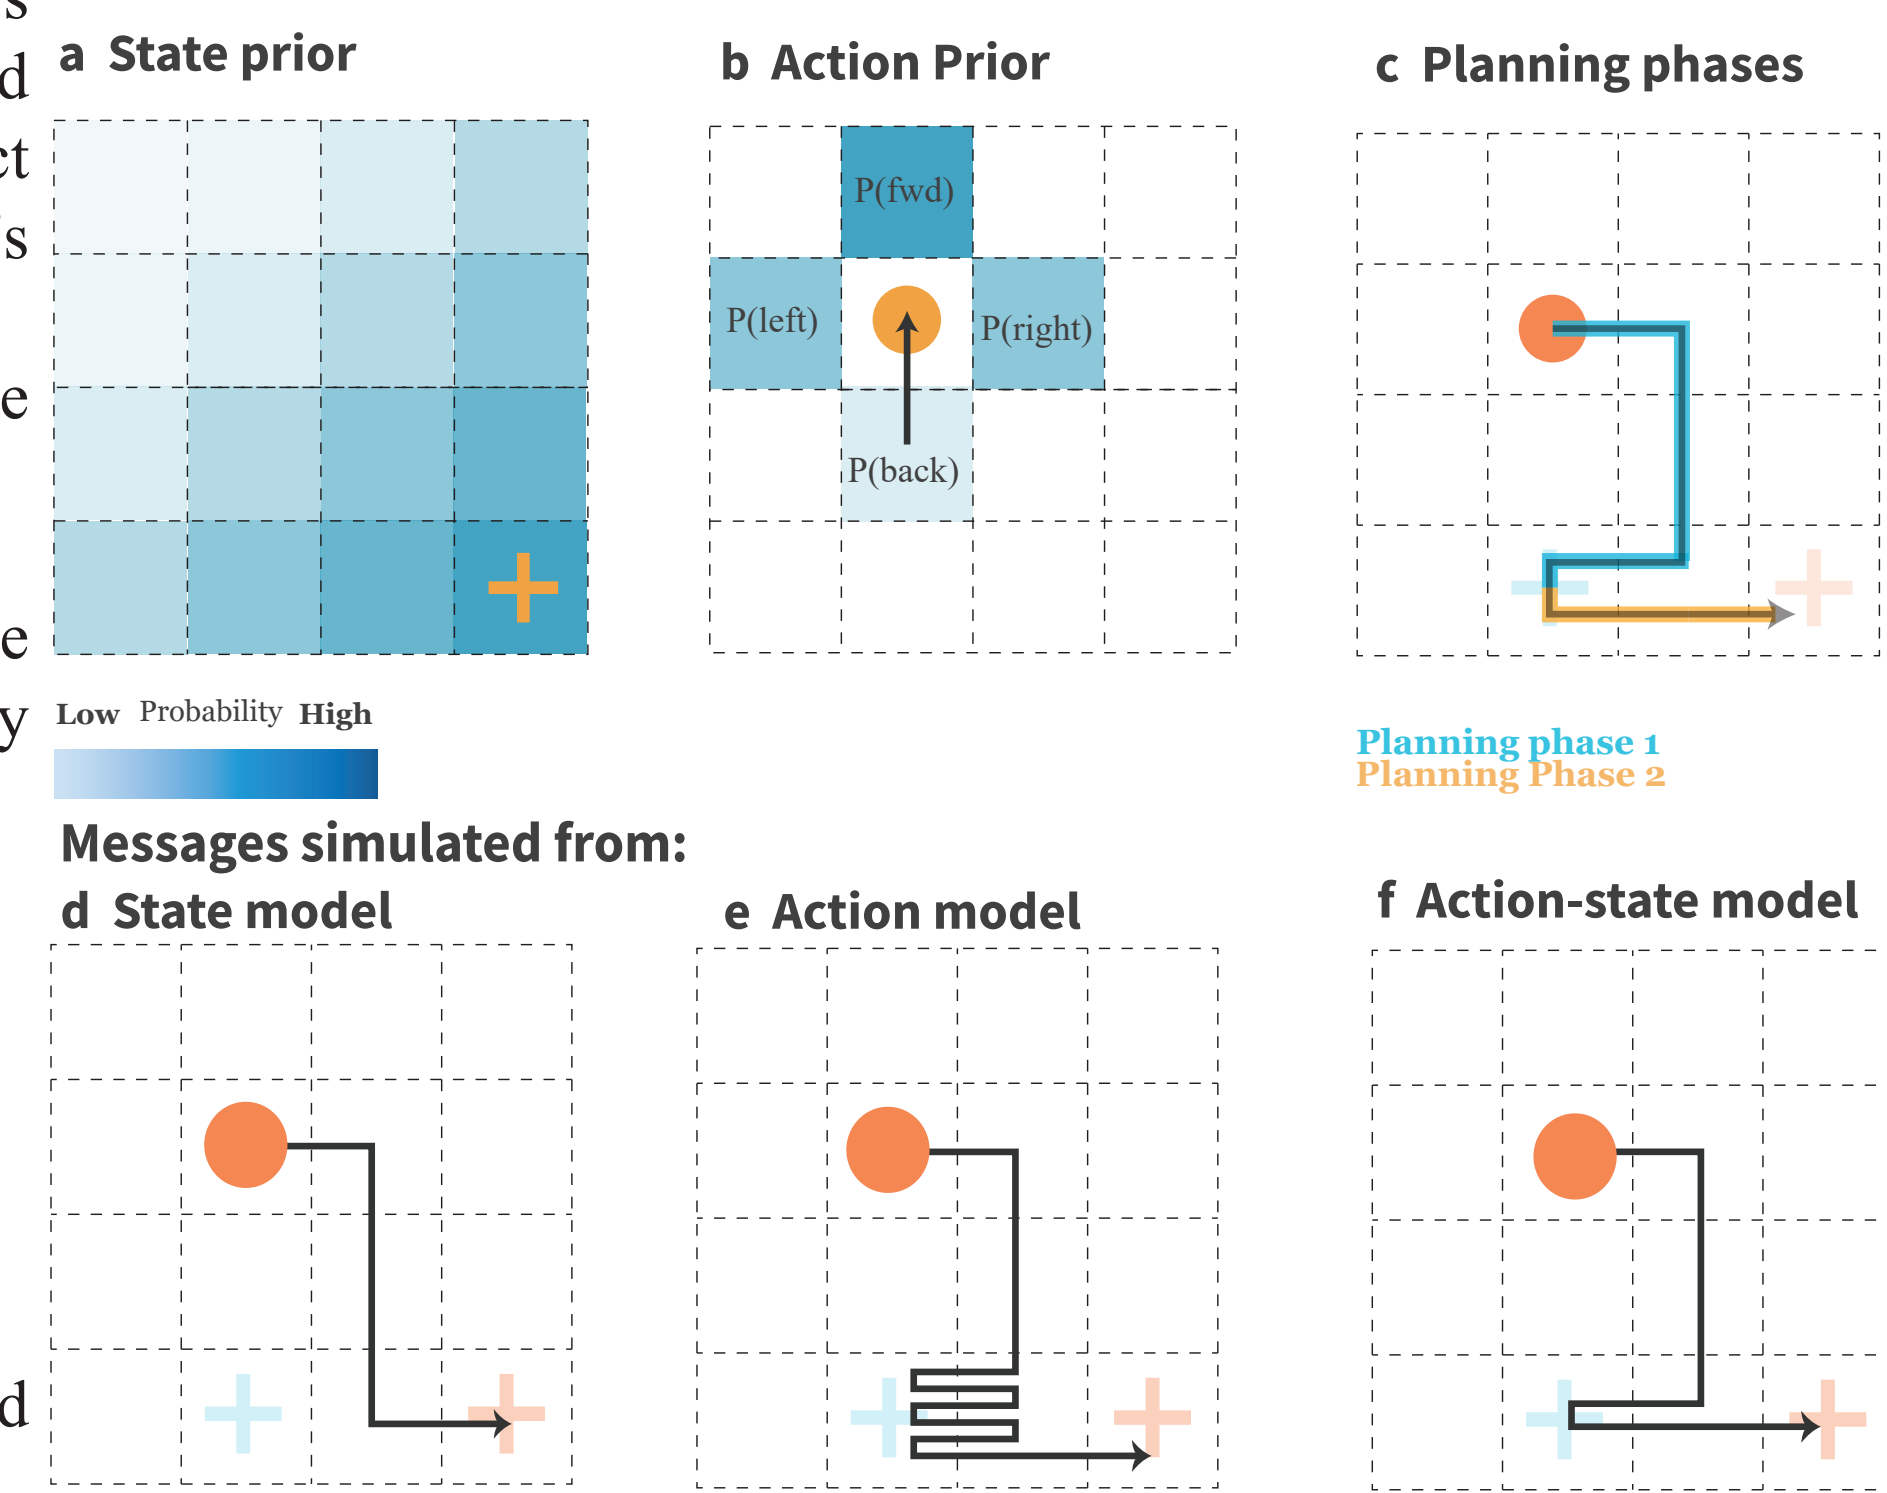 s
d
ct
s
e
e
y
d
a State prior
b Action Prior
c Planning phases
P(fwd)
P(left)
P(right)
P(back)
Low Probability High
Planning phase 1
Planning Phase 2
Messages simulated from:
d State model
e Action model
f Action-state model